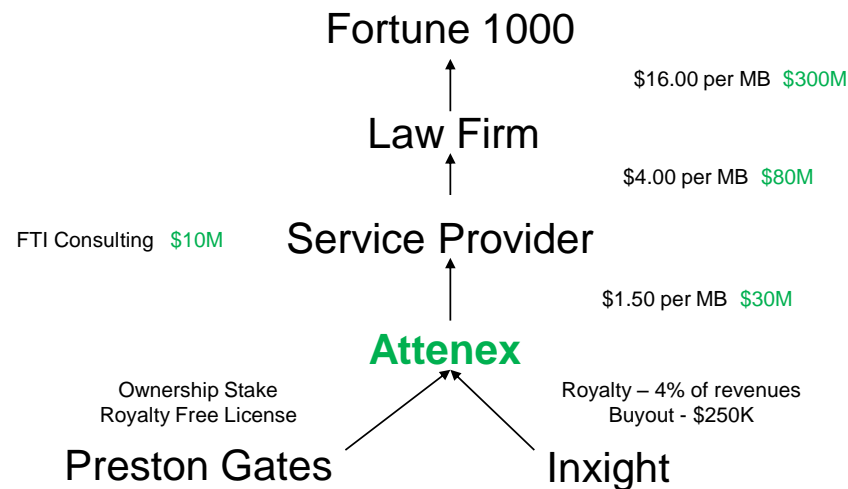 Fortune 1000
$16.00 per MB $300M
Law Firm
$4.00 per MB $80M
FTI Consulting $10M
Service Provider
$1.50 per MB $30M
Attenex
Ownership Stake
Royalty Free License
Royalty – 4% of revenues
Buyout - $250K
Preston Gates
Inxight